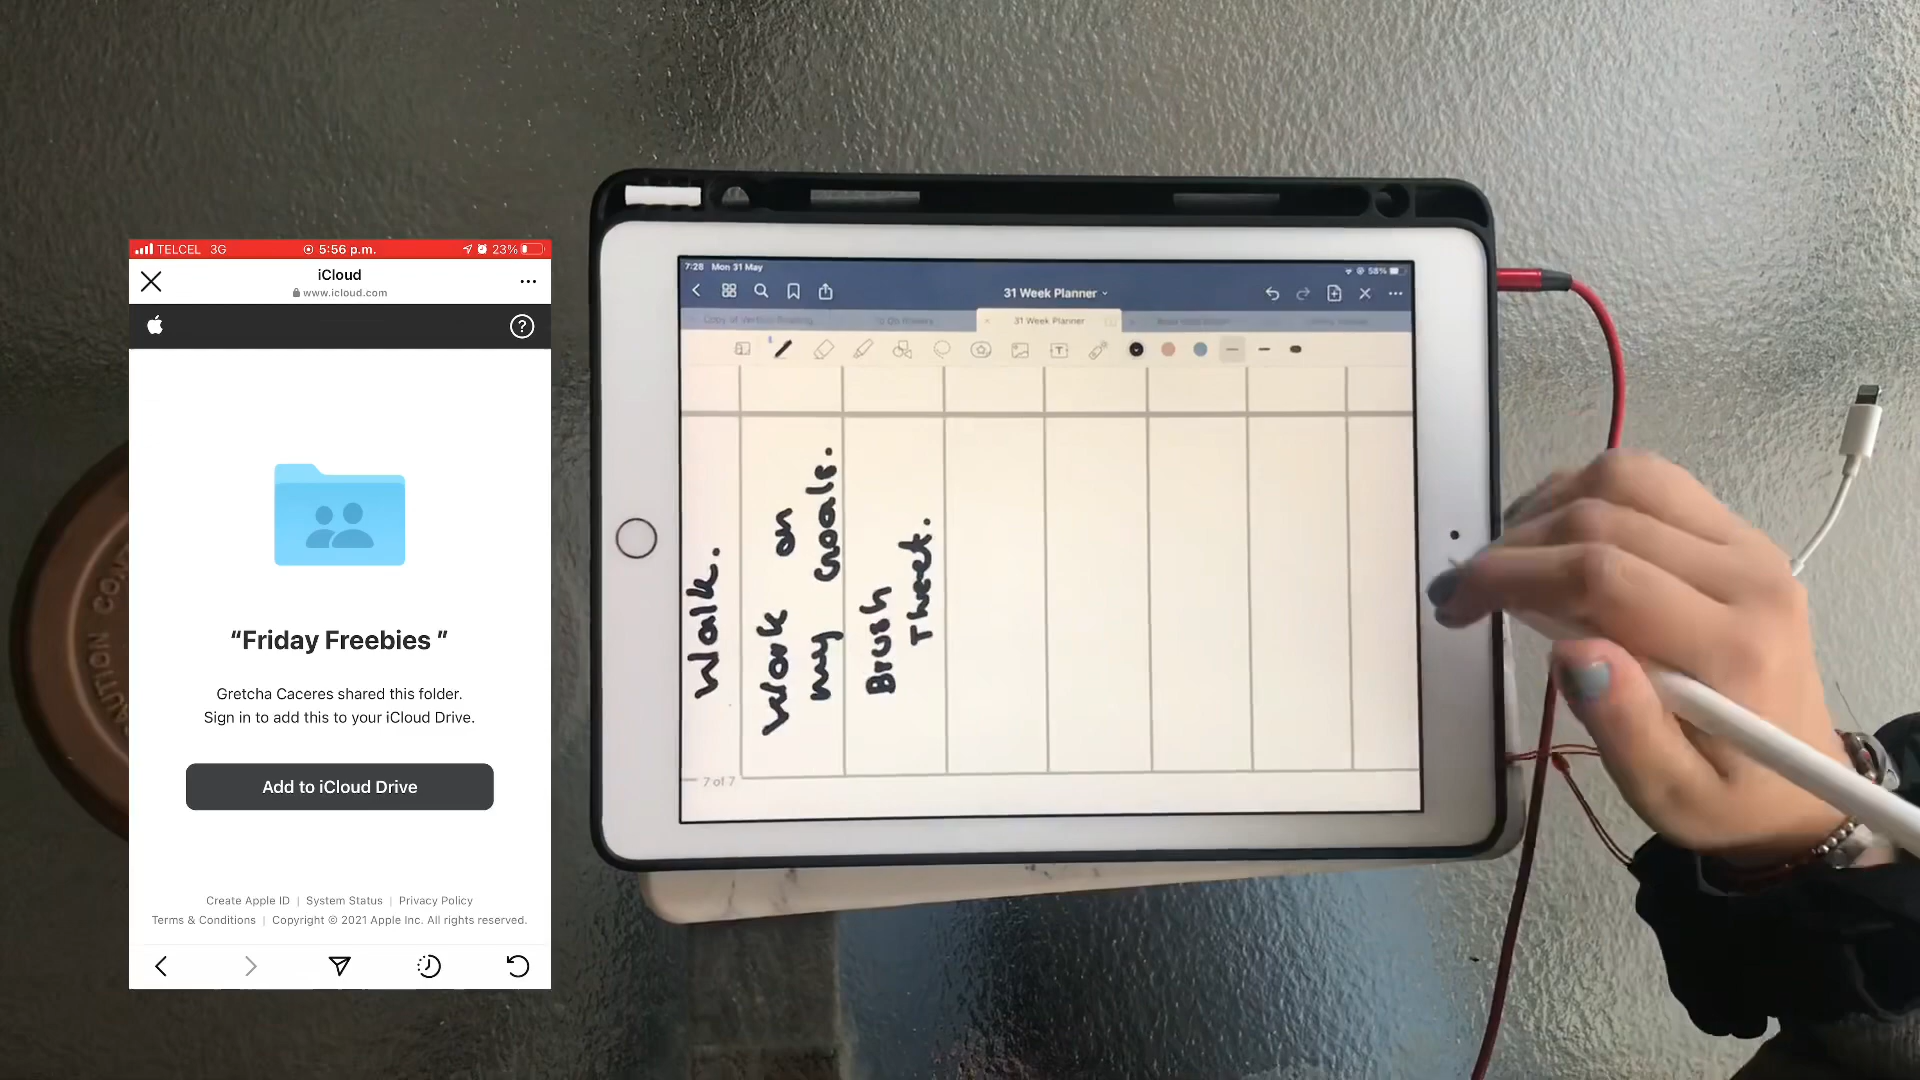 TELCEL 3G 5:56 p.m. 23%
iCloud
www.icloud.com
“Friday Freebies ”
Gretcha Caceres shared this folder.
Sign in to add this to your iCloud Drive.
Add to iCloud Drive
Create Apple ID | System Status | Privacy Policy
Terms & Conditions | Copyright © 2021 Apple Inc. All rights reserved.
7:28 Mon 31 May 58%
31 Week Planner
31 Week Planner
Walk.
Work on
my Goals.
Brush
7 of 7
CAUTION